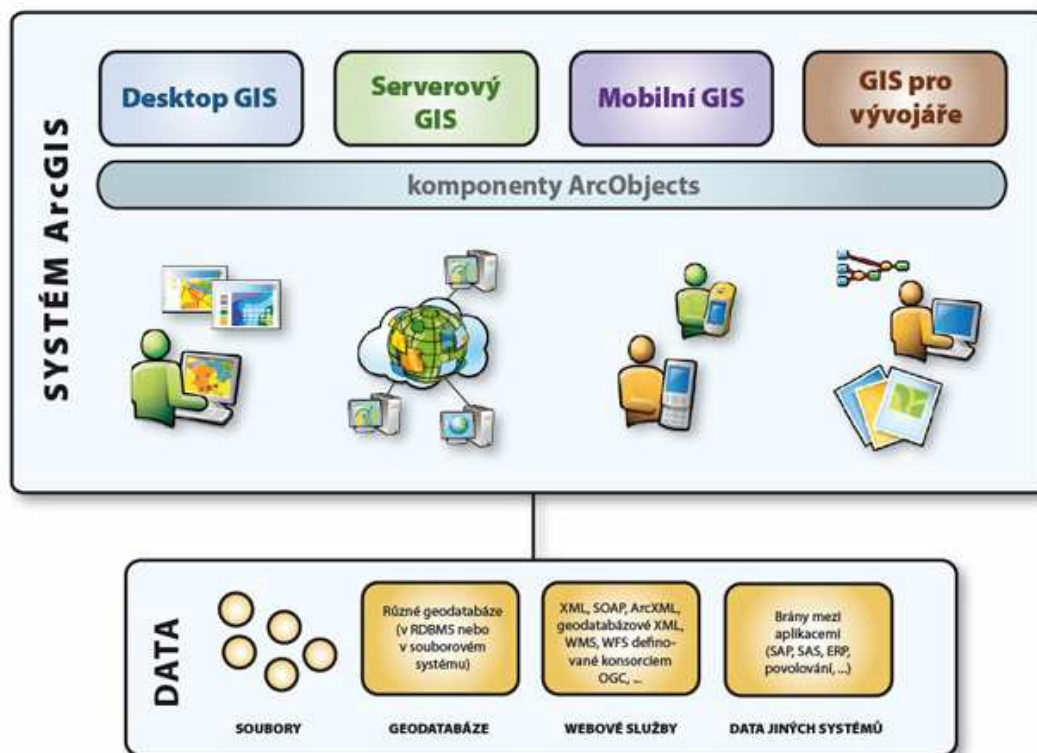 SYSTÉM ArcGIS
Desktop GIS
Serverový
GIS
Mobilní GIS
GIS pro
vývojáře
komponenty ArcObjects
DATA
Různé geodatabáze
(v RDBMS nebo
v souborovém
systému)
XML, SOAP, ArcXML,
geodatabázové XML,
WMS, WFS defino-
vané konsorciem
OGC, ...
Brány mezi
aplikacemi
(SAP, SAS, ERP,
povolování, ...)
SOUBORY
GEODATABÁZE
WEBOVÉ SLUŽBY
DATA JINÝCH SYSTÉMŮ